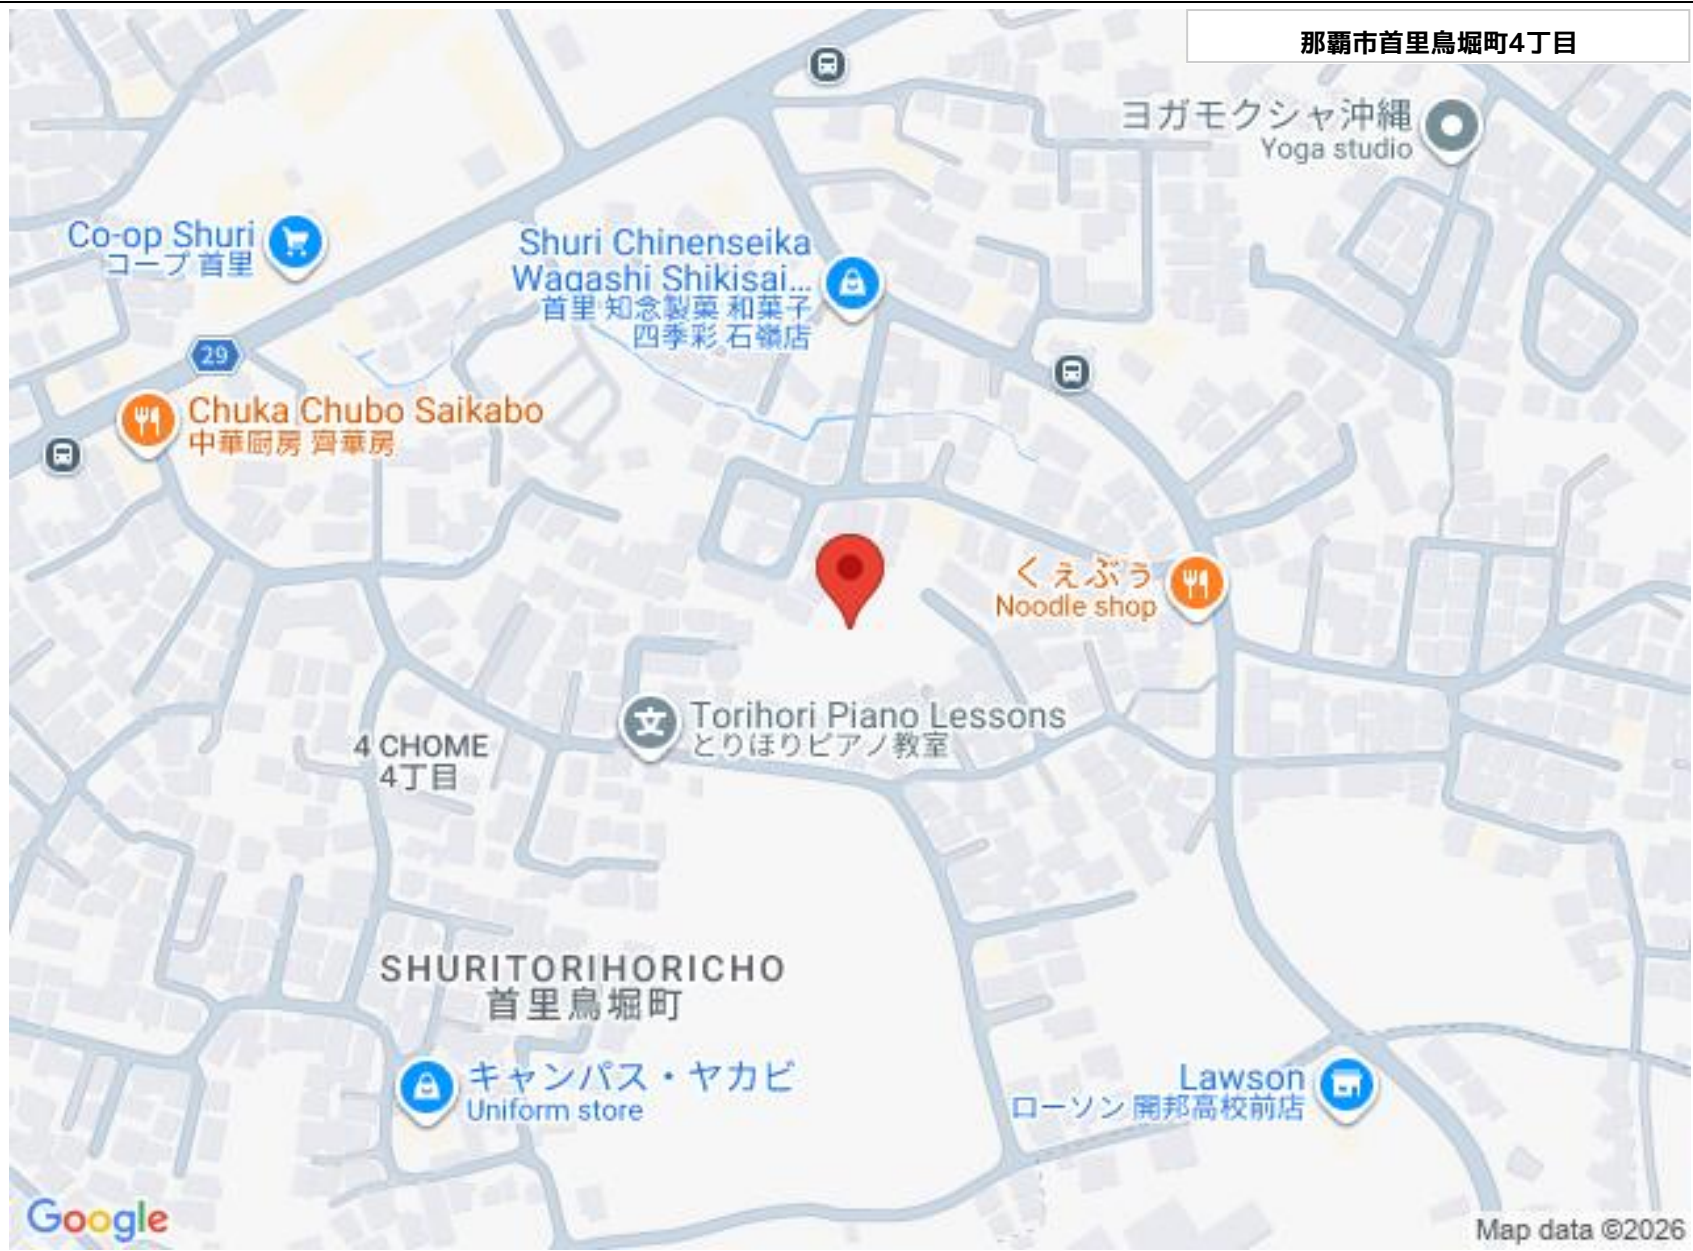 那覇市首里鳥堀町4丁目
ヨガモクシャ沖縄
Yoga studio
Co-op Shuri
コープ 首里
Shuri Chinenseika
Wagashi Shikisai...
首里 知念製菓 和菓子
四季彩 石嶺店
29
Chuka Chubo Saikabo
中華厨房 齊華房
くぇぶぅ
Noodle shop
Torihori Piano Lessons
とりほりピアノ教室
4 CHOME
4丁目
SHURITORIHORICHO
首里鳥堀町
キャンパス・ヤカビ
Uniform store
Lawson
ローソン 開邦高校前店
Google
Map data ©2026